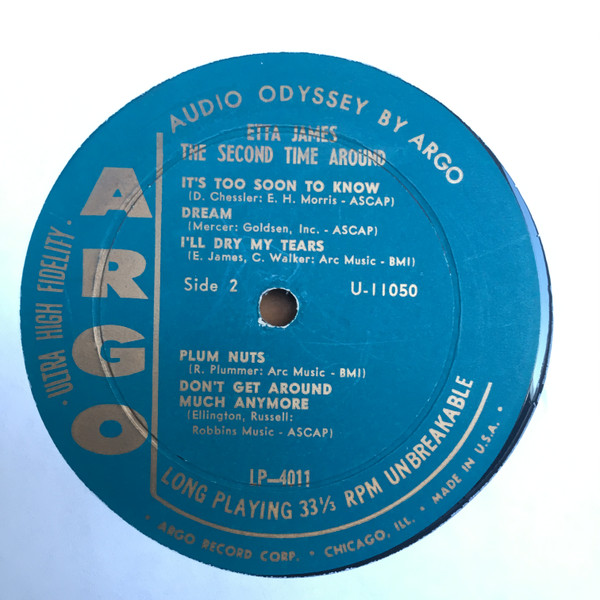 AUDIO ODYSSEY BY ARGO
ETTA JAMES
THE SECOND TIME AROUND
IT'S TOO SOON TO KNOW
(D. Chessier: E. H. Morris - ASCAP)
DREAM
(Mercer: Goldsen, Inc. - ASCAP)
I'LL DRY MY TEARS
(E. James, C. Walker: Arc Music - BMI)
Side 2 U-11050
PLUM NUTS
(R. Plummer: Arc Music - BMI)
DON'T GET AROUND
MUCH ANYMORE
(Ellington, Russell:
Robbins Music - ASCAP)
LP-4011
ARGO
• ULTRA HIGH FIDELITY •
LONG PLAYING 33⅓ RPM UNBREAKABLE
• ARGO RECORD CORP. • CHICAGO, ILL. • MADE IN U.S.A. •